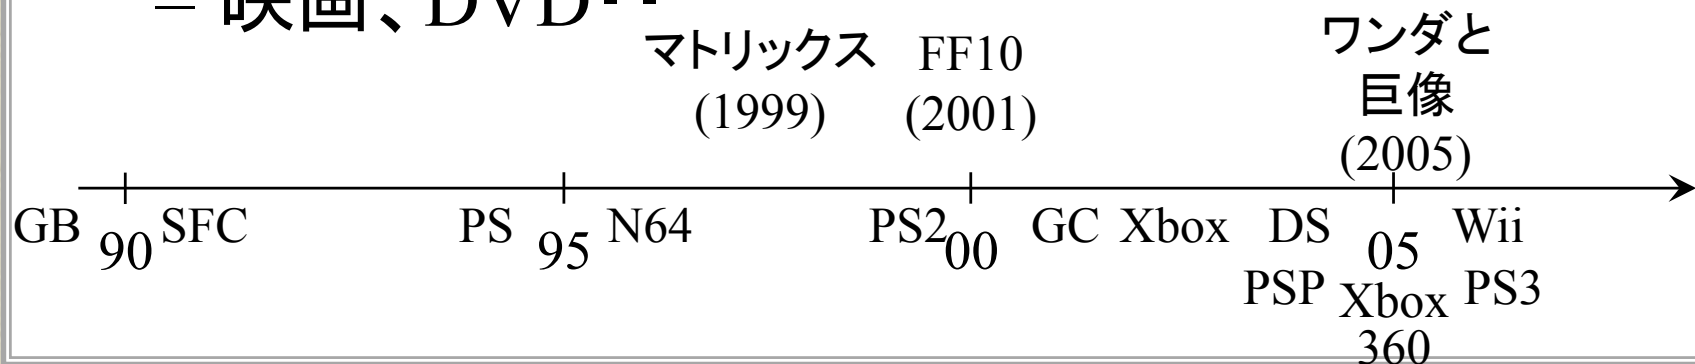 – 映画、DVD‥
マトリックス
(1999)
FF10
(2001)
ワンダと
巨像
(2005)
GB 90 SFC PS 95 N64 PS2 00 GC Xbox DS 05 Wii
PSP Xbox 360 PS3